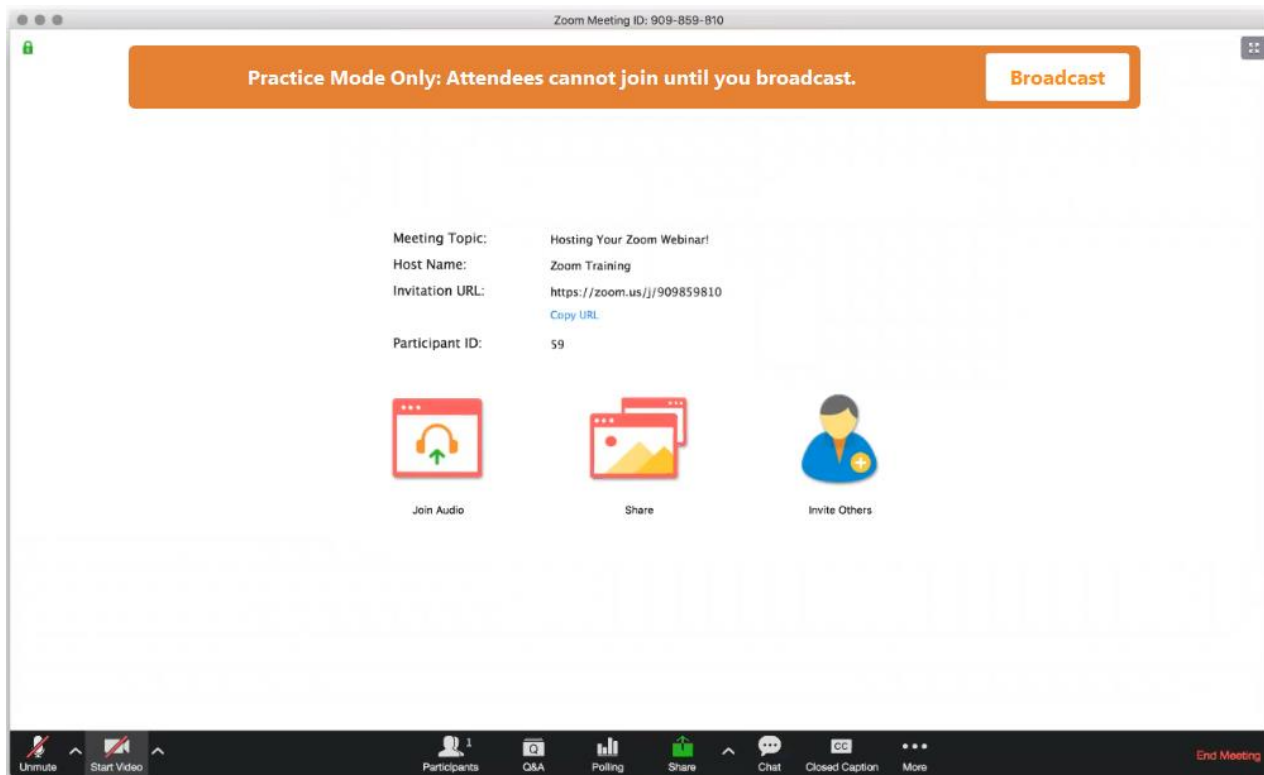 Zoom Meeting ID: 909-859-810
Practice Mode Only: Attendees cannot join until you broadcast.
Broadcast
Meeting Topic: Hosting Your Zoom Webinar!
Host Name: Zoom Training
Invitation URL: https://zoom.us/j/909859810
Copy URL
Participant ID: 59
Join Audio
Share
Invite Others
1
Q
CC
Unmute
Start Video
Participants
Q&A
Polling
Share
Chat
Closed Caption
More
End Meeting